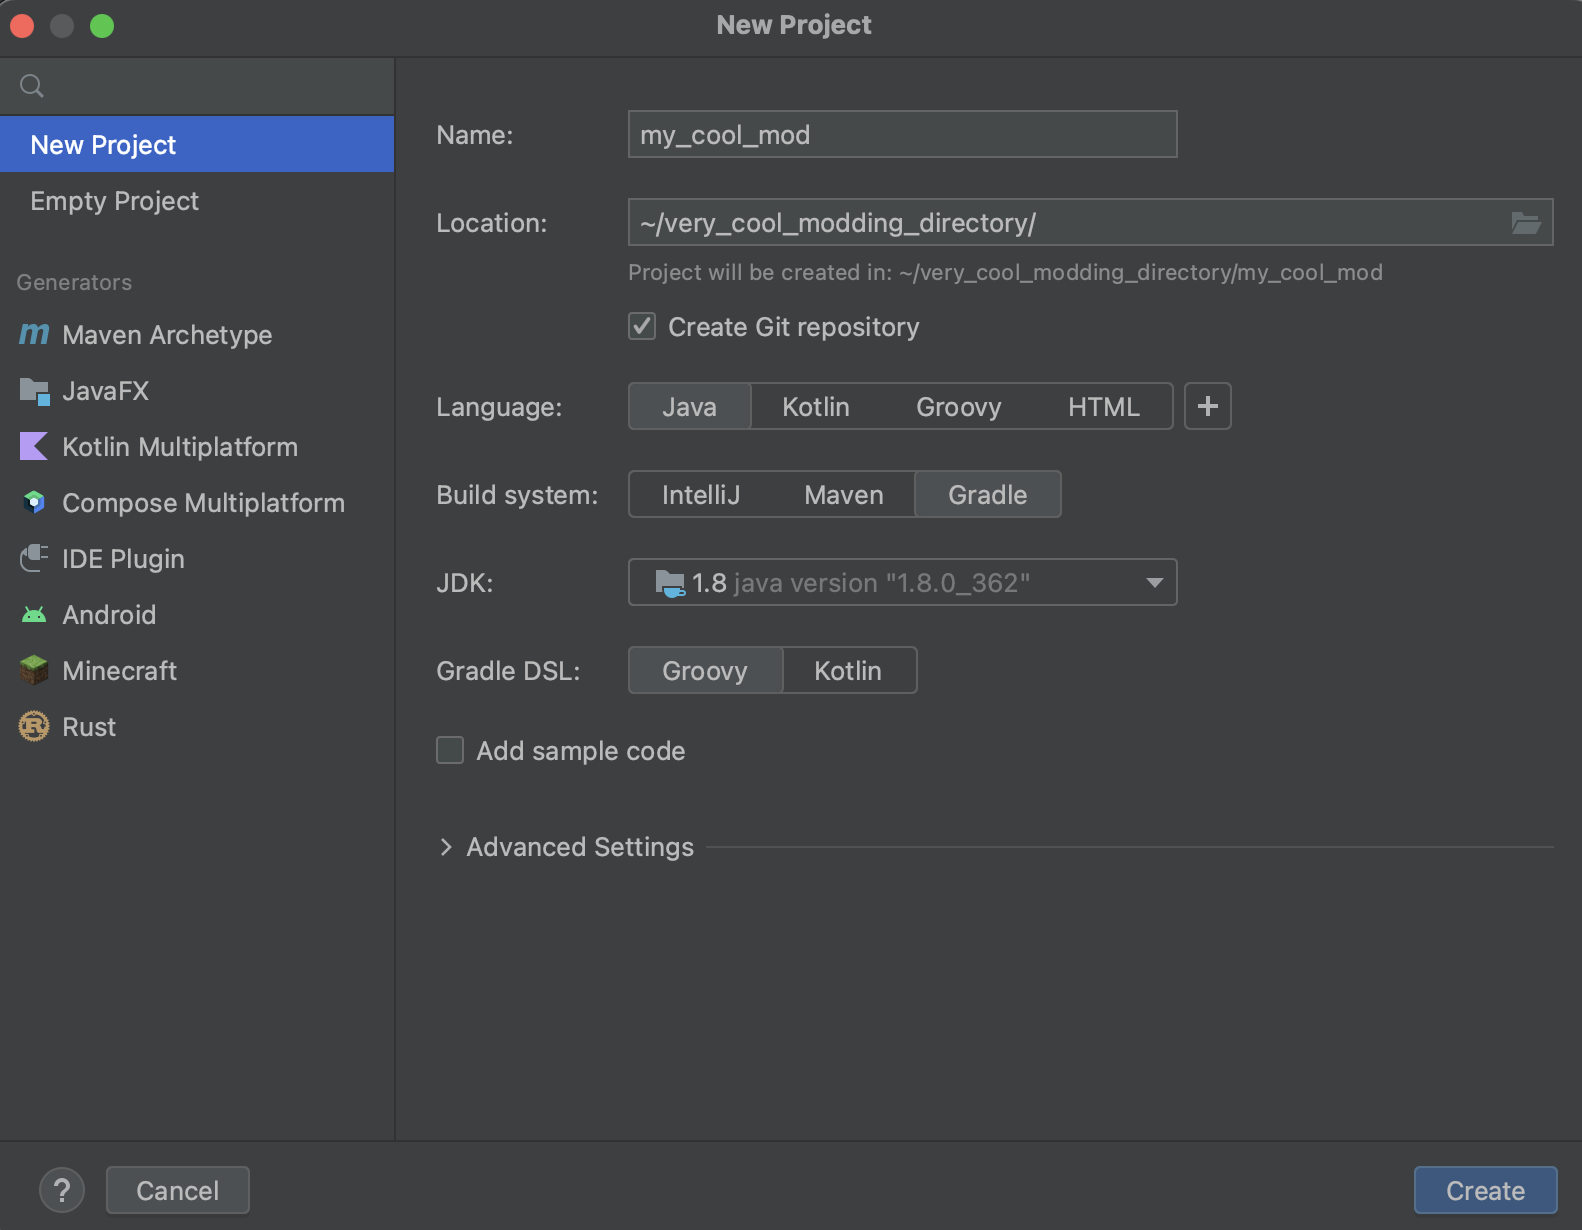 New Project
New Project
Empty Project
Generators
Maven Archetype
JavaFX
Kotlin Multiplatform
Compose Multiplatform
IDE Plugin
Android
Minecraft
Rust
Name: my_cool_mod
Location: ~/very_cool_modding_directory/
Project will be created in: ~/very_cool_modding_directory/my_cool_mod
Create Git repository
Language: Java Kotlin Groovy HTML +
Build system: IntelliJ Maven Gradle
JDK: 1.8 java version "1.8.0_362"
Gradle DSL: Groovy Kotlin
Add sample code
Advanced Settings
? Cancel Create